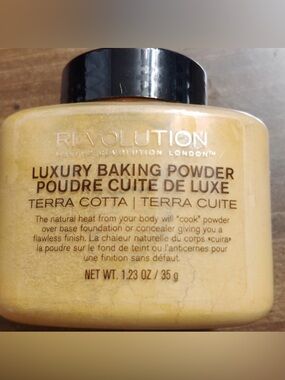 REVOLUTION
MAKEUP REVOLUTION LONDON™
LUXURY BAKING POWDER
POUDRE CUITE DE LUXE
TERRA COTTA | TERRA CUITE
The natural heat from your body will "cook" powder
over base foundation or concealer giving you a
flawless finish. La chaleur naturelle du corps «cuira»
la poudre sur le fond de teint ou l'anticernes pour
une finition sans défaut.
NET WT. 1.23 OZ / 35 g